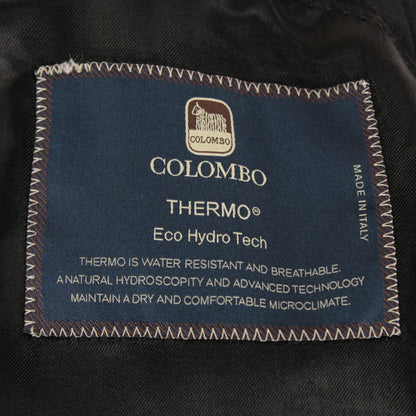 COLOMBO
COLOMBO
THERMO®
Eco Hydro Tech
THERMO IS WATER RESISTANT AND BREATHABLE.
A NATURAL HYDROSCOPITY AND ADVANCED TECHNOLOGY
MAINTAIN A DRY AND COMFORTABLE MICROCLIMATE.
MADE IN ITALY